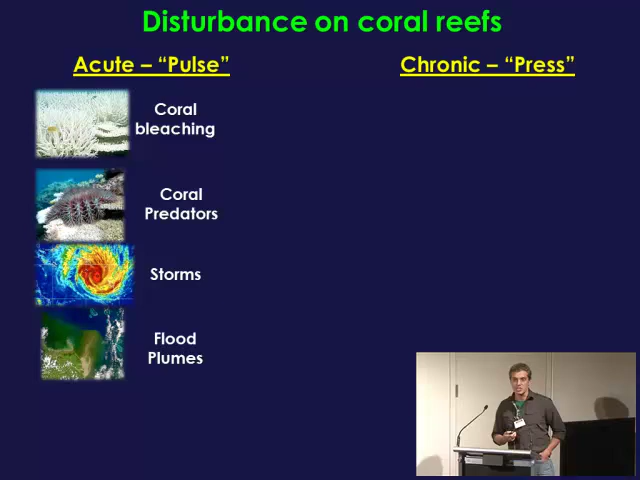 Disturbance on coral reefs
Acute – “Pulse”
Chronic – “Press”
Coral
bleaching
Coral
Predators
Storms
Flood
Plumes